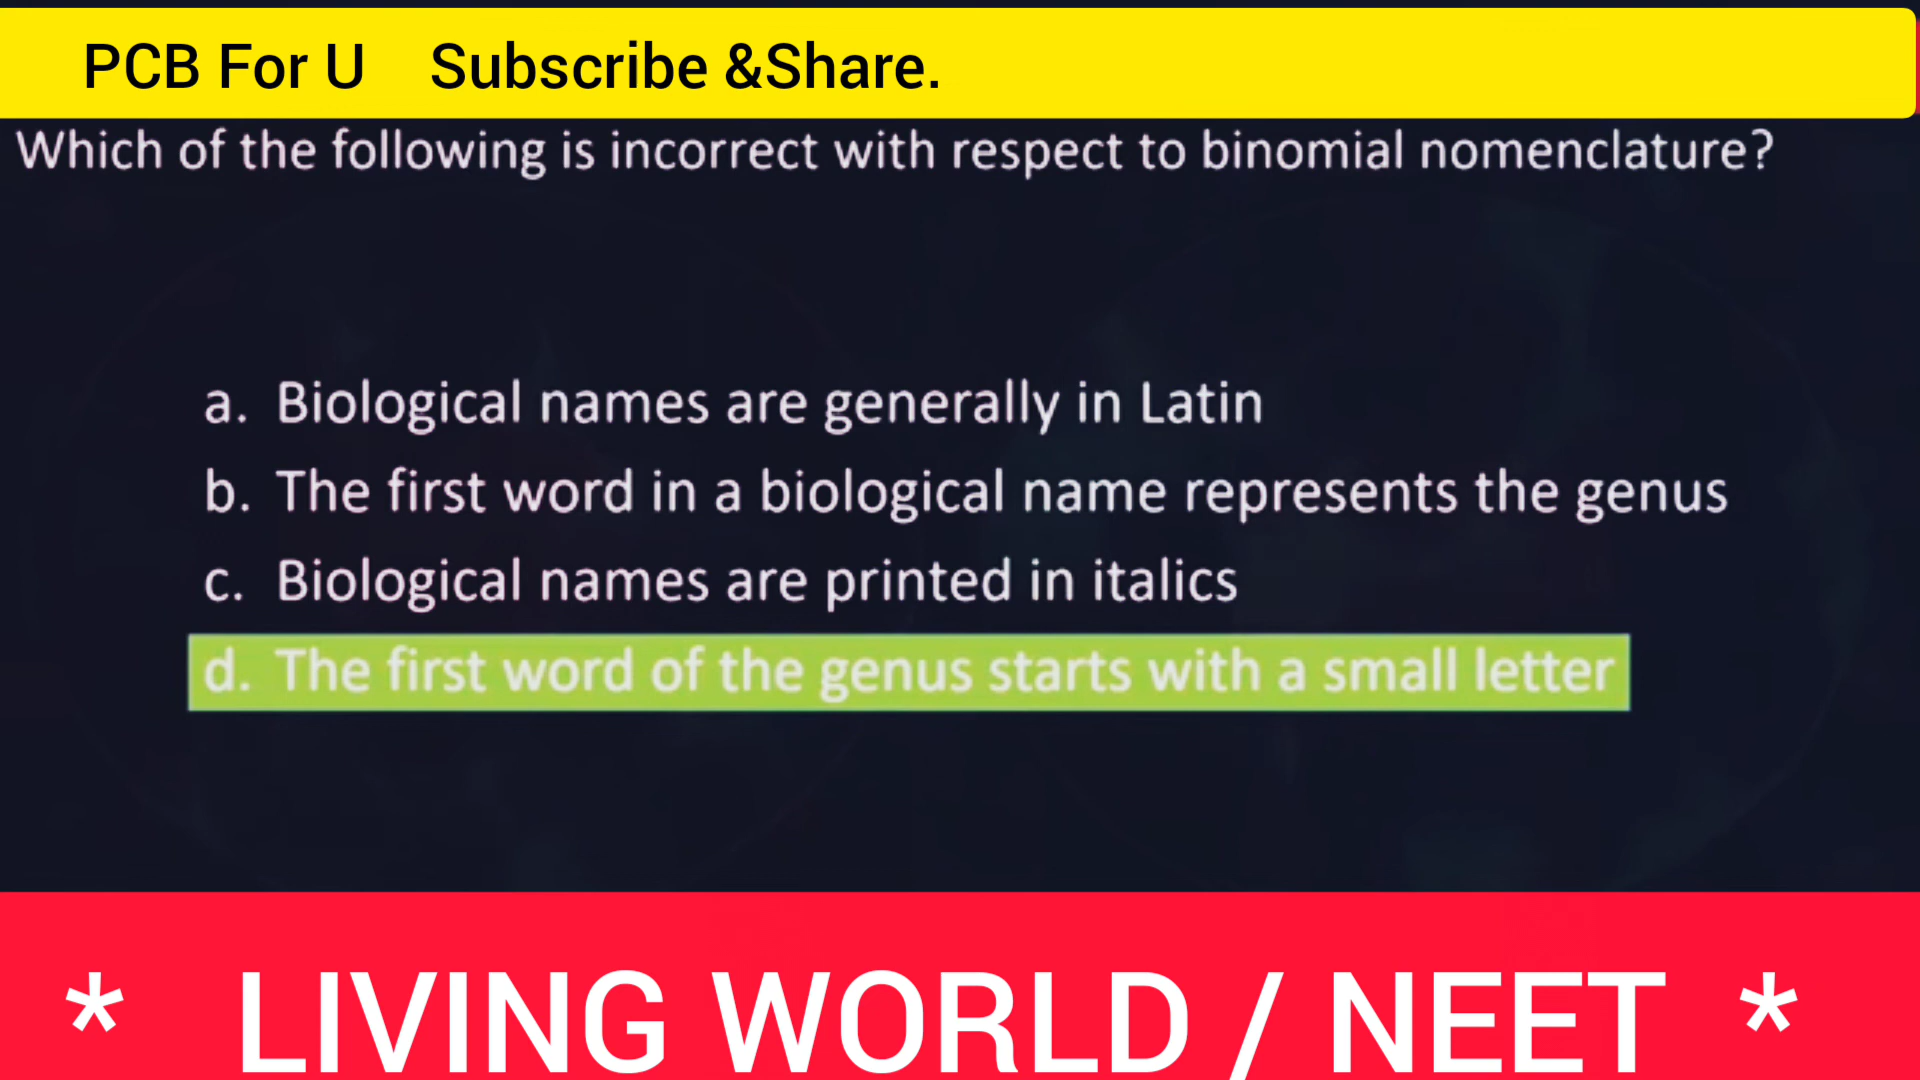 PCB For U Subscribe &Share.
Which of the following is incorrect with respect to binomial nomenclature?
a. Biological names are generally in Latin
b. The first word in a biological name represents the genus
c. Biological names are printed in italics
d. The first word of the genus starts with a small letter
* LIVING WORLD / NEET *